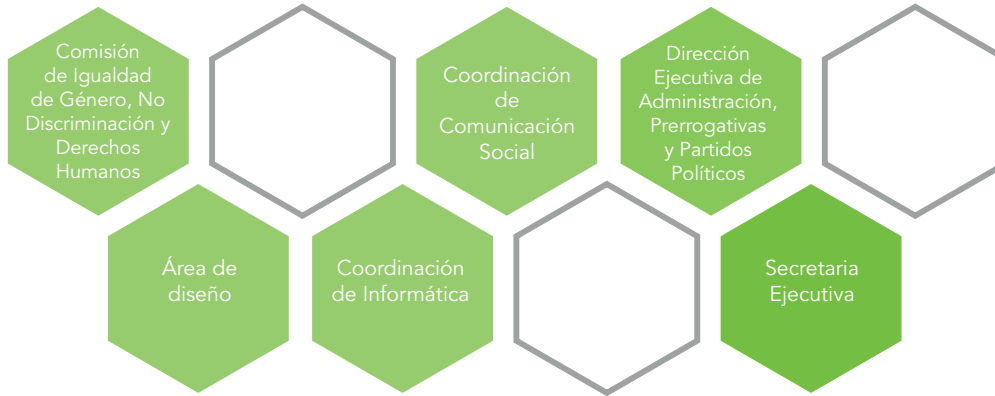 Comisión
de Igualdad
de Género, No
Discriminación y
Derechos
Humanos
Coordinación
de
Comunicación
Social
Dirección
Ejecutiva de
Administración,
Prerrogativas
y Partidos
Políticos
Área de
diseño
Coordinación
de Informática
Secretaria
Ejecutiva